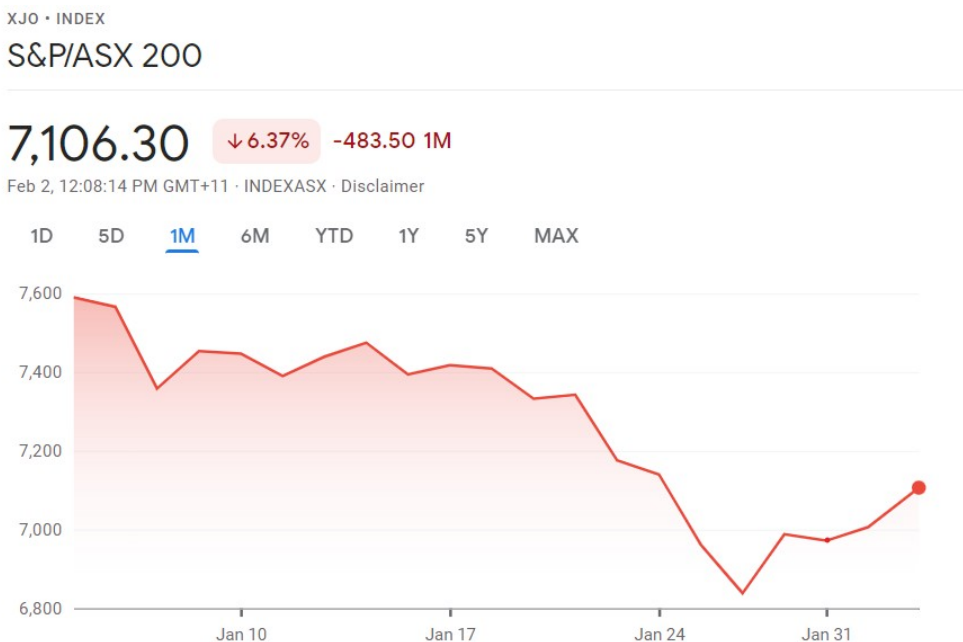 XJO • INDEX
S&P/ASX 200
7,106.30 ↓ 6.37% -483.50 1M
Feb 2, 12:08:14 PM GMT+11 · INDEXASX · Disclaimer
1D 5D 1M 6M YTD 1Y 5Y MAX
7,600
7,400
7,200
7,000
6,800
Jan 10 Jan 17 Jan 24 Jan 31